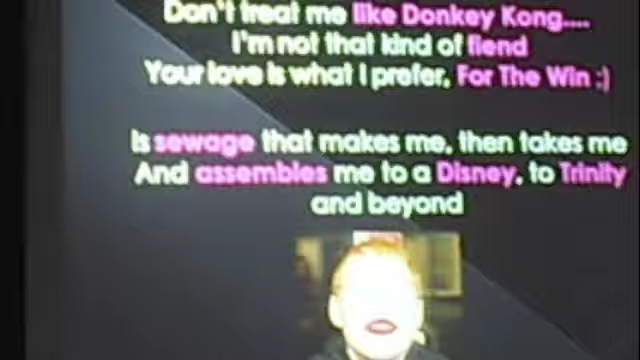 Don't treat me like Donkey Kong....
I'm not that kind of fiend
Your love is what I prefer, For The Win :)
Is sewage that makes me, then takes me
And assembles me to a Disney, to Trinity
and beyond